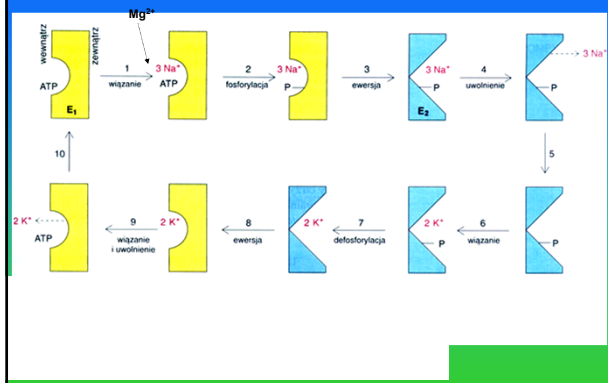 Mg2+
wewnątrz
zewnątrz
ATP
E1
1
wiązanie
3 Na+
ATP
2
fosforylacja
3 Na+
P
3
ewersja
3 Na+
P
E2
4
uwolnienie
3 Na+
P
5
10
2 K+
ATP
9
wiązanie
i uwolnienie
2 K+
8
ewersja
2 K+
7
defosforylacja
2 K+
P
6
wiązanie
P